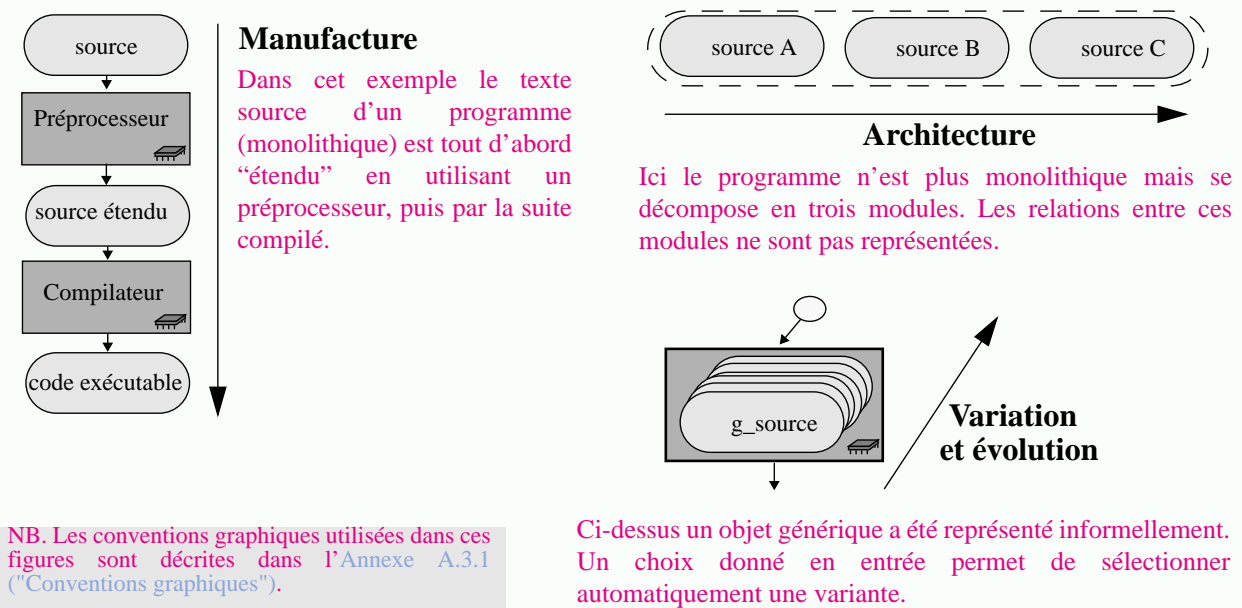 source
Préprocesseur
source étendu
Compilateur
code exécutable
Manufacture
Dans cet exemple le texte
source d’un programme
(monolithique) est tout d’abord
“étendu” en utilisant un
préprocesseur, puis par la suite
compilé.
source A source B source C
Architecture
Ici le programme n’est plus monolithique mais se
décompose en trois modules. Les relations entre ces
modules ne sont pas représentées.
g_source
Variation
et évolution
NB. Les conventions graphiques utilisées dans ces
figures sont décrites dans l’Annexe A.3.1
("Conventions graphiques").
Ci-dessus un objet générique a été représenté informellement.
Un choix donné en entrée permet de sélectionner
automatiquement une variante.